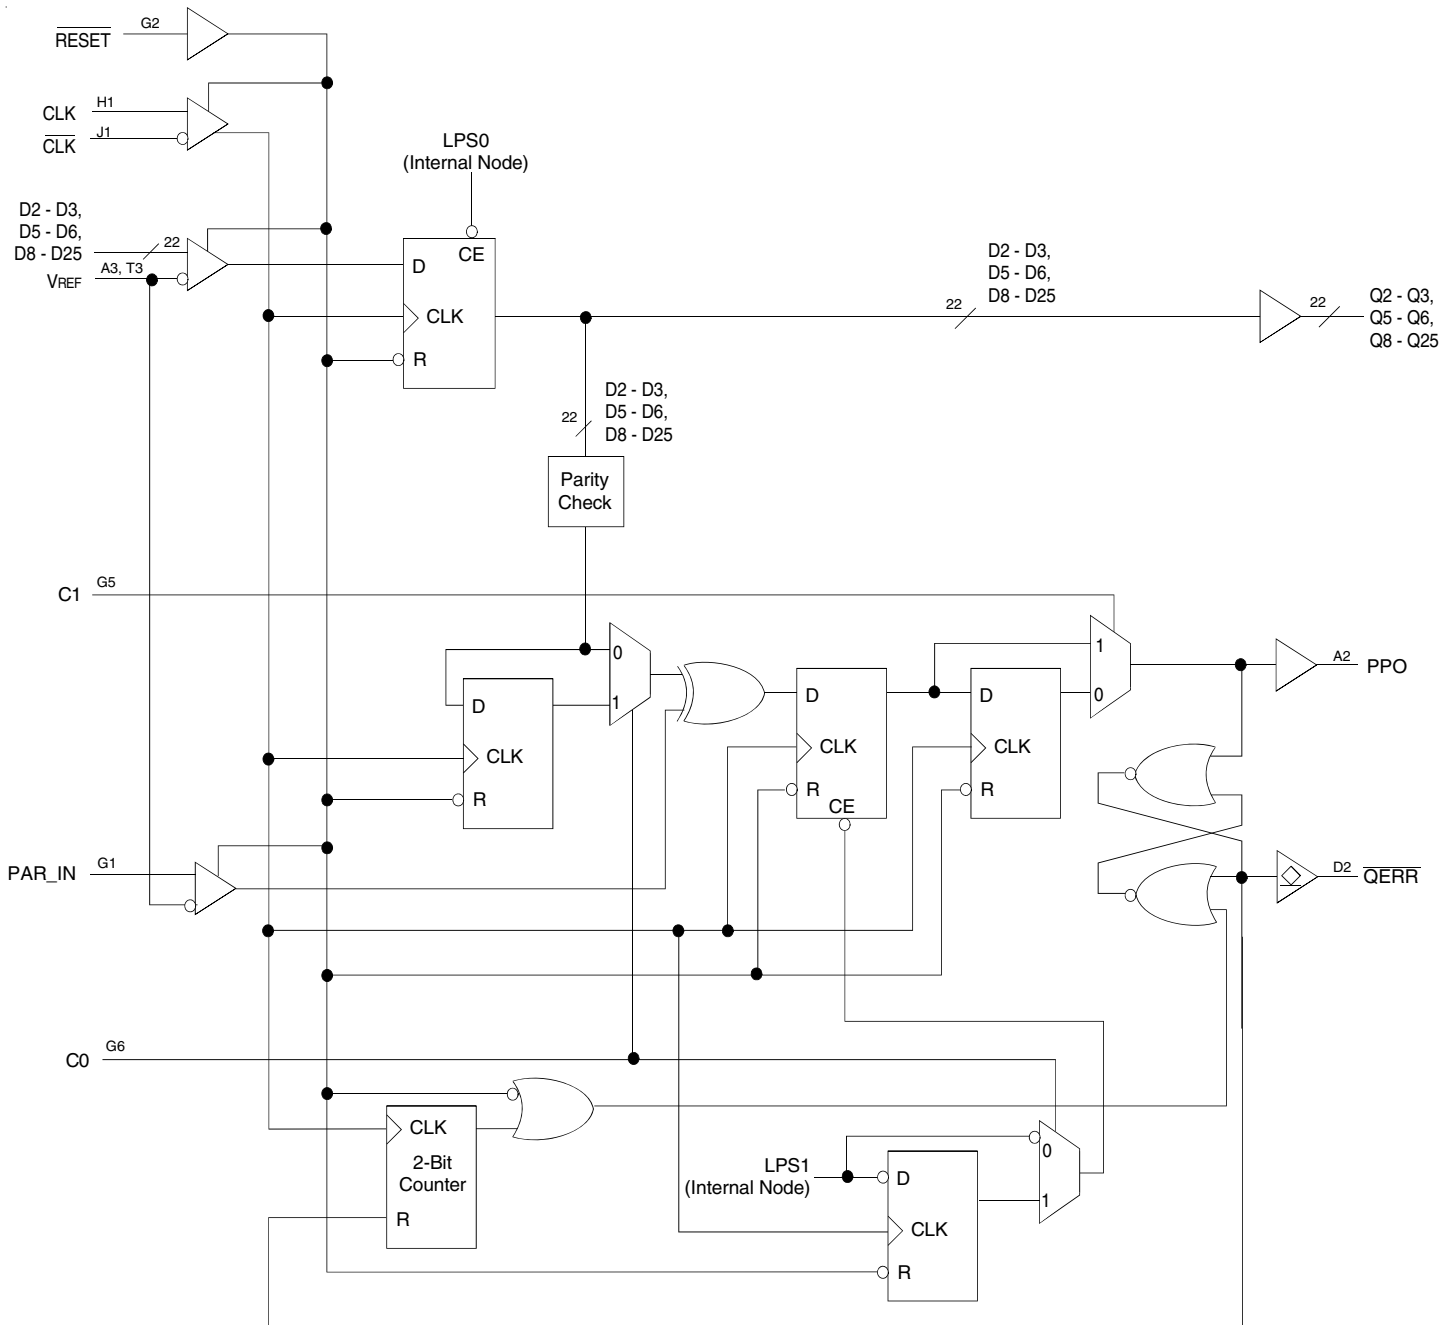 RESET
G2
CLK
H1
CLK
J1
LPS0
(Internal Node)
D2 - D3,
D5 - D6,
D8 - D25
22
VREF
A3, T3
CE
D
CLK
R
D2 - D3,
D5 - D6,
D8 - D25
22
22
Q2 - Q3,
Q5 - Q6,
Q8 - Q25
22
D2 - D3,
D5 - D6,
D8 - D25
Parity
Check
C1
G5
0
1
D
CLK
R
D
CLK
R
CE
D
CLK
R
1
0
A2
PPO
PAR_IN
G1
D2
QERR
C0
G6
CLK
2-Bit
Counter
R
LPS1
(Internal Node)
D
CLK
R
0
1